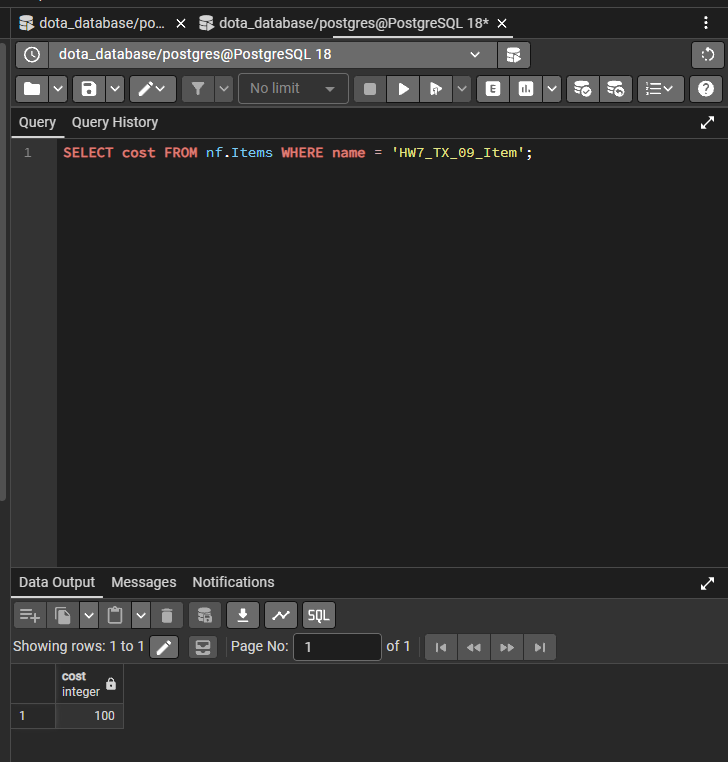 dota_database/po... × dota_database/postgres@PostgreSQL 18* ×
dota_database/postgres@PostgreSQL 18
No limit
E
?
Query Query History
1 SELECT cost FROM nf.Items WHERE name = 'HW7_TX_09_Item';
Data Output Messages Notifications
SQL
Showing rows: 1 to 1 Page No: 1 of 1
cost
integer
1 100